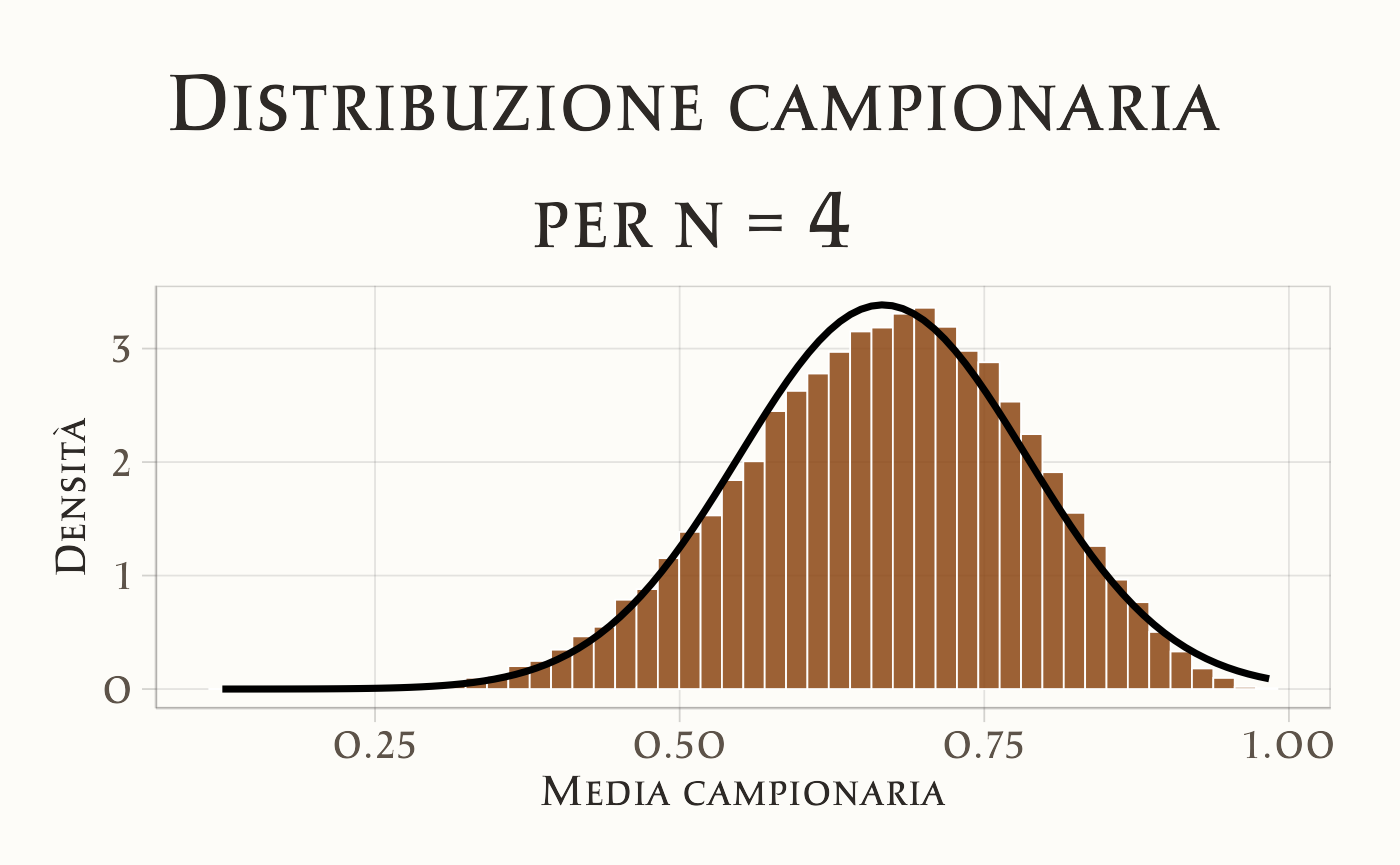 Distribuzione campionaria
per n = 4
Densità
3
2
1
0
0.25 0.50 0.75 1.00
Media campionaria